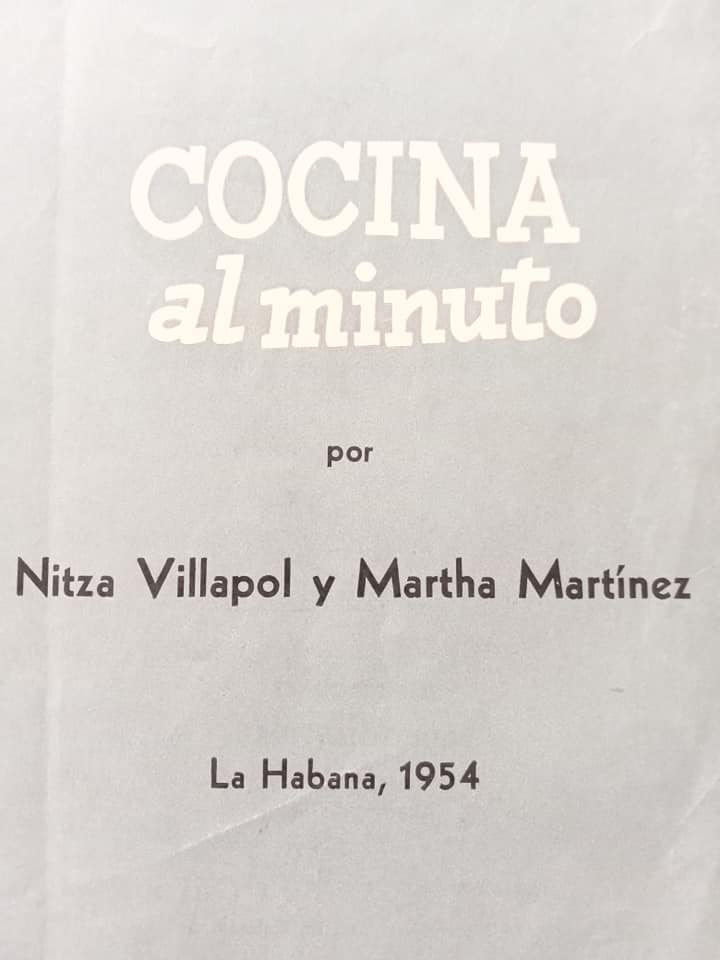 COCINA
al minuto
por
Nitza Villapol y Martha Martínez
La Habana, 1954